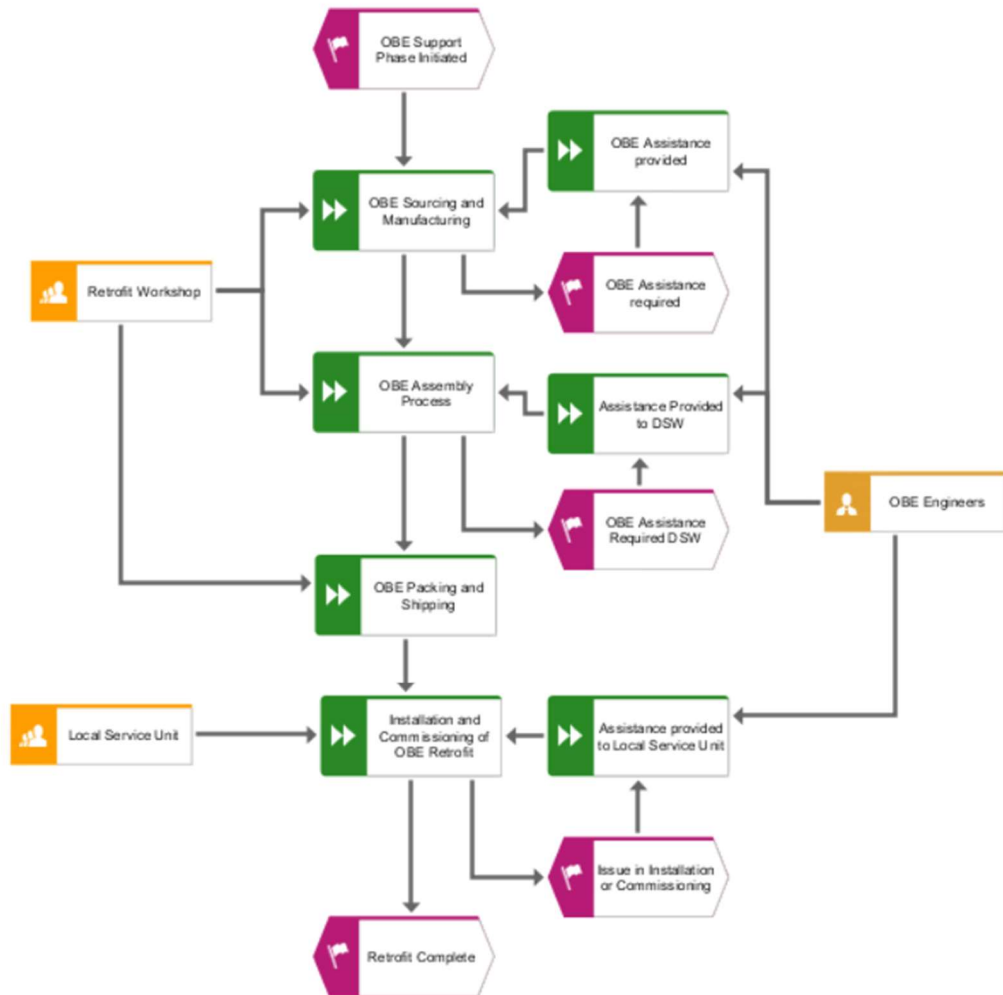 OBE Support
Phase Initiated
OBE Assistance
provided
OBE Sourcing and
Manufacturing
Retrofit Workshop
OBE Assistance
required
OBE Assembly
Process
Assistance Provided
to DSW
OBE Engineers
OBE Assistance
Required DSW
OBE Packing and
Shipping
Local Service Unit
Installation and
Commissioning of
OBE Retrofit
Assistance provided
to Local Service Unit
Issue in Installation
or Commissioning
Retrofit Complete